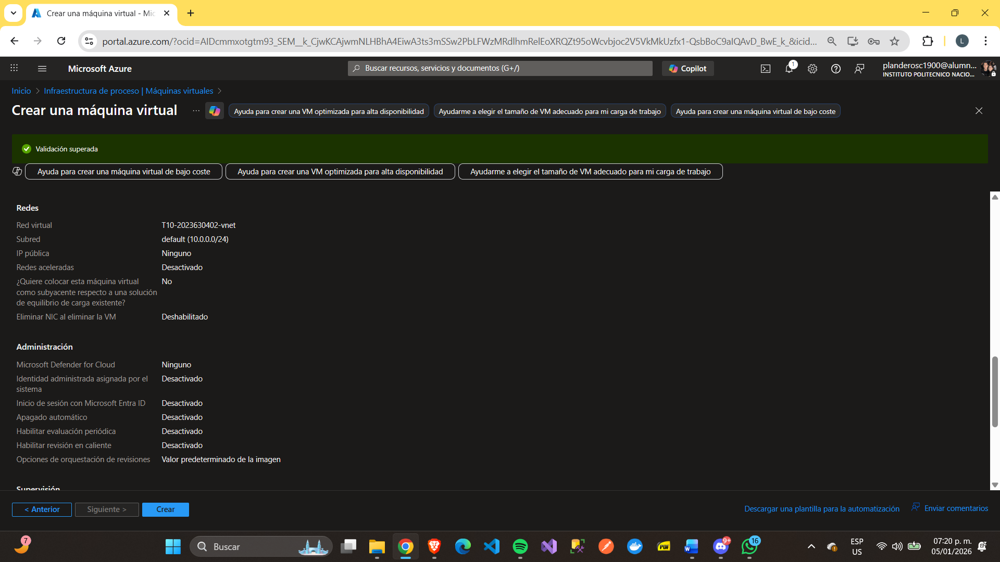 Crear una máquina virtual - Mic
portal.azure.com/?ocid=AIDcmmxotgtm93_SEM__k_CjwKCAjwmNLHBhA4EiwA3ts3mSSw2PbLFWzMRdlhmRelEoXRQZt95oWcvbjoc2V5VkMkUzfx1-QsbBoC9aIQAvD_BwE_k_&icid...
L
Microsoft Azure
Buscar recursos, servicios y documentos (G+/)
Copilot
1
planderosc1900@alumn...
INSTITUTO POLITECNICO NACIO...
Inicio > Infraestructura de proceso | Máquinas virtuales >
Crear una máquina virtual ...
Ayuda para crear una VM optimizada para alta disponibilidad
Ayudarme a elegir el tamaño de VM adecuado para mi carga de trabajo
Ayuda para crear una máquina virtual de bajo coste
Validación superada
Ayuda para crear una máquina virtual de bajo coste
Ayuda para crear una VM optimizada para alta disponibilidad
Ayudarme a elegir el tamaño de VM adecuado para mi carga de trabajo
Redes
Red virtual T10-2023630402-vnet
Subred default (10.0.0.0/24)
IP pública Ninguno
Redes aceleradas Desactivado
¿Quiere colocar esta máquina virtual No
como subyacente respecto a una solución
de equilibrio de carga existente?
Eliminar NIC al eliminar la VM Deshabilitado
Administración
Microsoft Defender for Cloud Ninguno
Identidad administrada asignada por el Desactivado
sistema
Inicio de sesión con Microsoft Entra ID Desactivado
Apagado automático Desactivado
Habilitar evaluación periódica Desactivado
Habilitar revisión en caliente Desactivado
Opciones de orquestación de revisiones Valor predeterminado de la imagen
Supervisión
< Anterior
Siguiente >
Crear
Descargar una plantilla para la automatización
Enviar comentarios
7
Buscar
PDF
9+
16
ESP
US
07:20 p. m.
05/01/2026